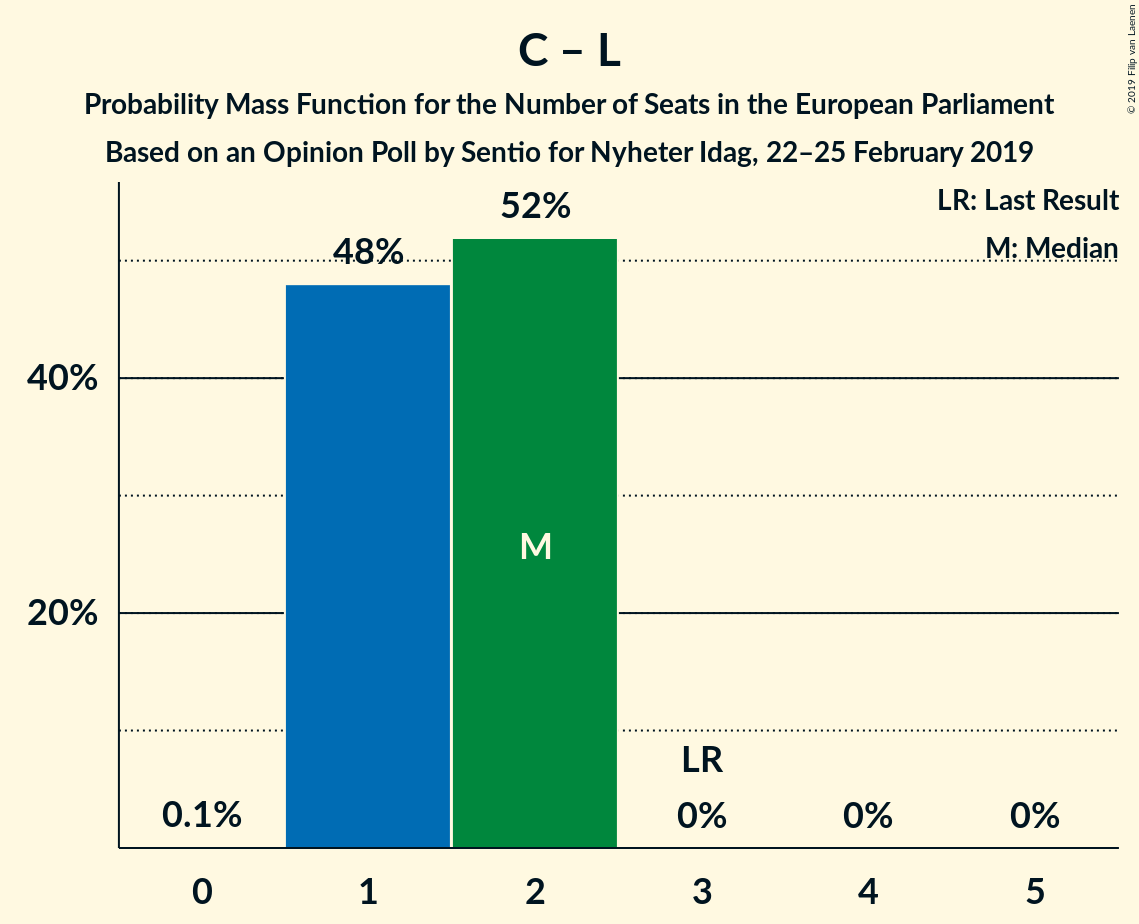 C – L
Probability Mass Function for the Number of Seats in the European Parliament
Based on an Opinion Poll by Sentio for Nyheter Idag, 22–25 February 2019
© 2019 Filip van Laenen
LR: Last Result
M: Median
52%
48%
40%
M
20%
LR
0.1%
0%
0%
0%
0
1
2
3
4
5